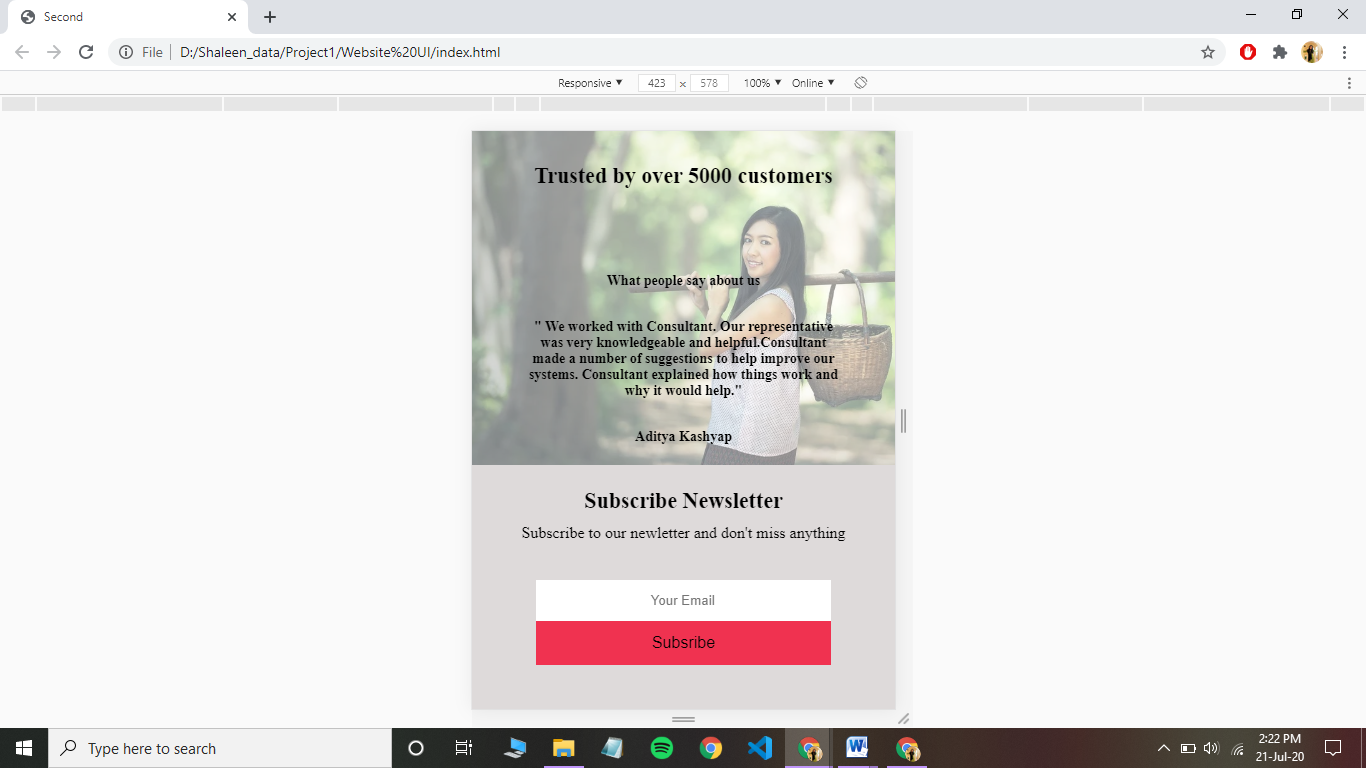 Second
File
D:/Shaleen_data/Project1/Website%20UI/index.html
Responsive ▼ 423 x 578 100% ▼ Online ▼
Trusted by over 5000 customers
What people say about us
" We worked with Consultant. Our representative
was very knowledgeable and helpful.Consultant
made a number of suggestions to help improve our
systems. Consultant explained how things work and
why it would help."
Aditya Kashyap
Subscribe Newsletter
Subscribe to our newletter and don't miss anything
Your Email
Subsribe
Type here to search
2:22 PM
21-Jul-20